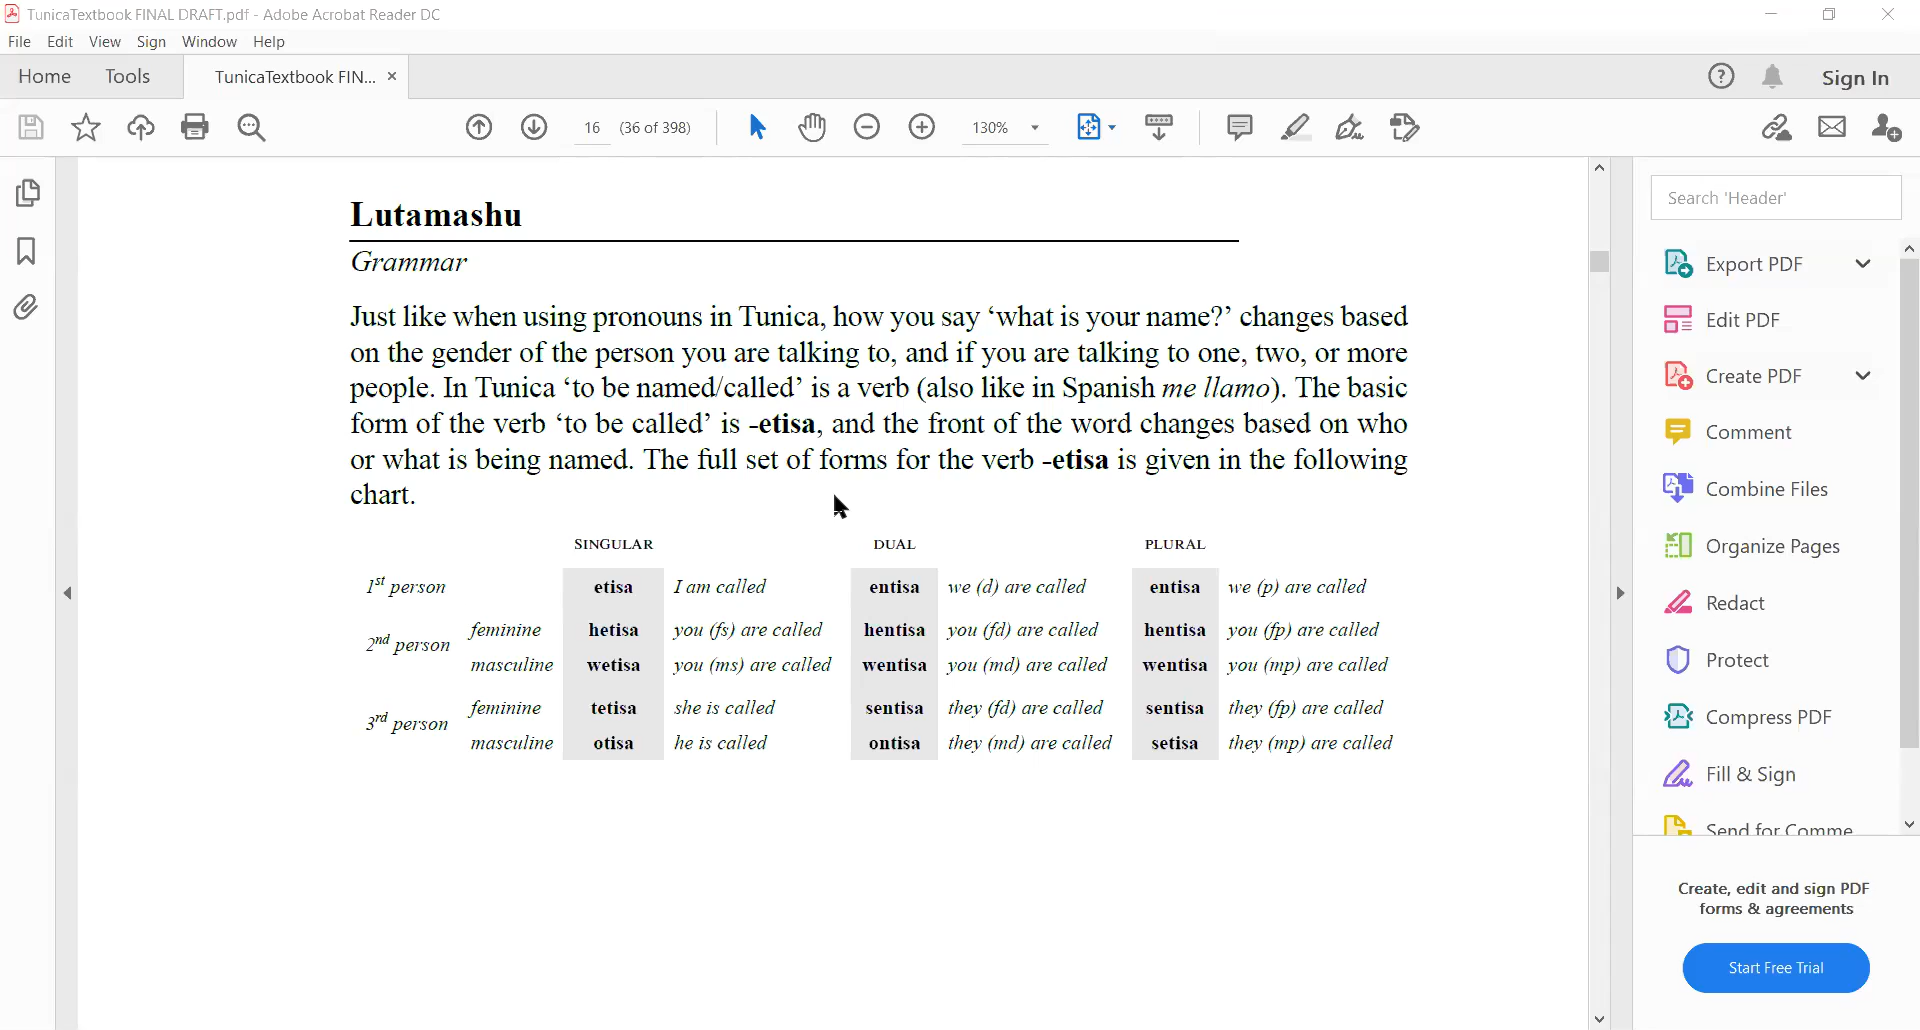 TunicaTextbook FINAL DRAFT.pdf - Adobe Acrobat Reader DC
File Edit View Sign Window Help
Home Tools TunicaTextbook FIN... × Sign In
16 (36 of 398) 130%
Lutamashu
Grammar
Just like when using pronouns in Tunica, how you say ‘what is your name?’ changes based
on the gender of the person you are talking to, and if you are talking to one, two, or more
people. In Tunica ‘to be named/called’ is a verb (also like in Spanish me llamo). The basic
form of the verb ‘to be called’ is -etisa, and the front of the word changes based on who
or what is being named. The full set of forms for the verb -etisa is given in the following
chart.
SINGULAR DUAL PLURAL
1st person etisa I am called entisa we (d) are called entisa we (p) are called
2nd person
feminine hetisa you (fs) are called hentisa you (fd) are called hentisa you (fp) are called
masculine wetisa you (ms) are called wentisa you (md) are called wentisa you (mp) are called
3rd person
feminine tetisa she is called sentisa they (fd) are called sentisa they (fp) are called
masculine otisa he is called ontisa they (md) are called setisa they (mp) are called
Search 'Header'
Export PDF
Edit PDF
Create PDF
Comment
Combine Files
Organize Pages
Redact
Protect
Compress PDF
Fill & Sign
Send for Comme
Create, edit and sign PDF
forms & agreements
Start Free Trial